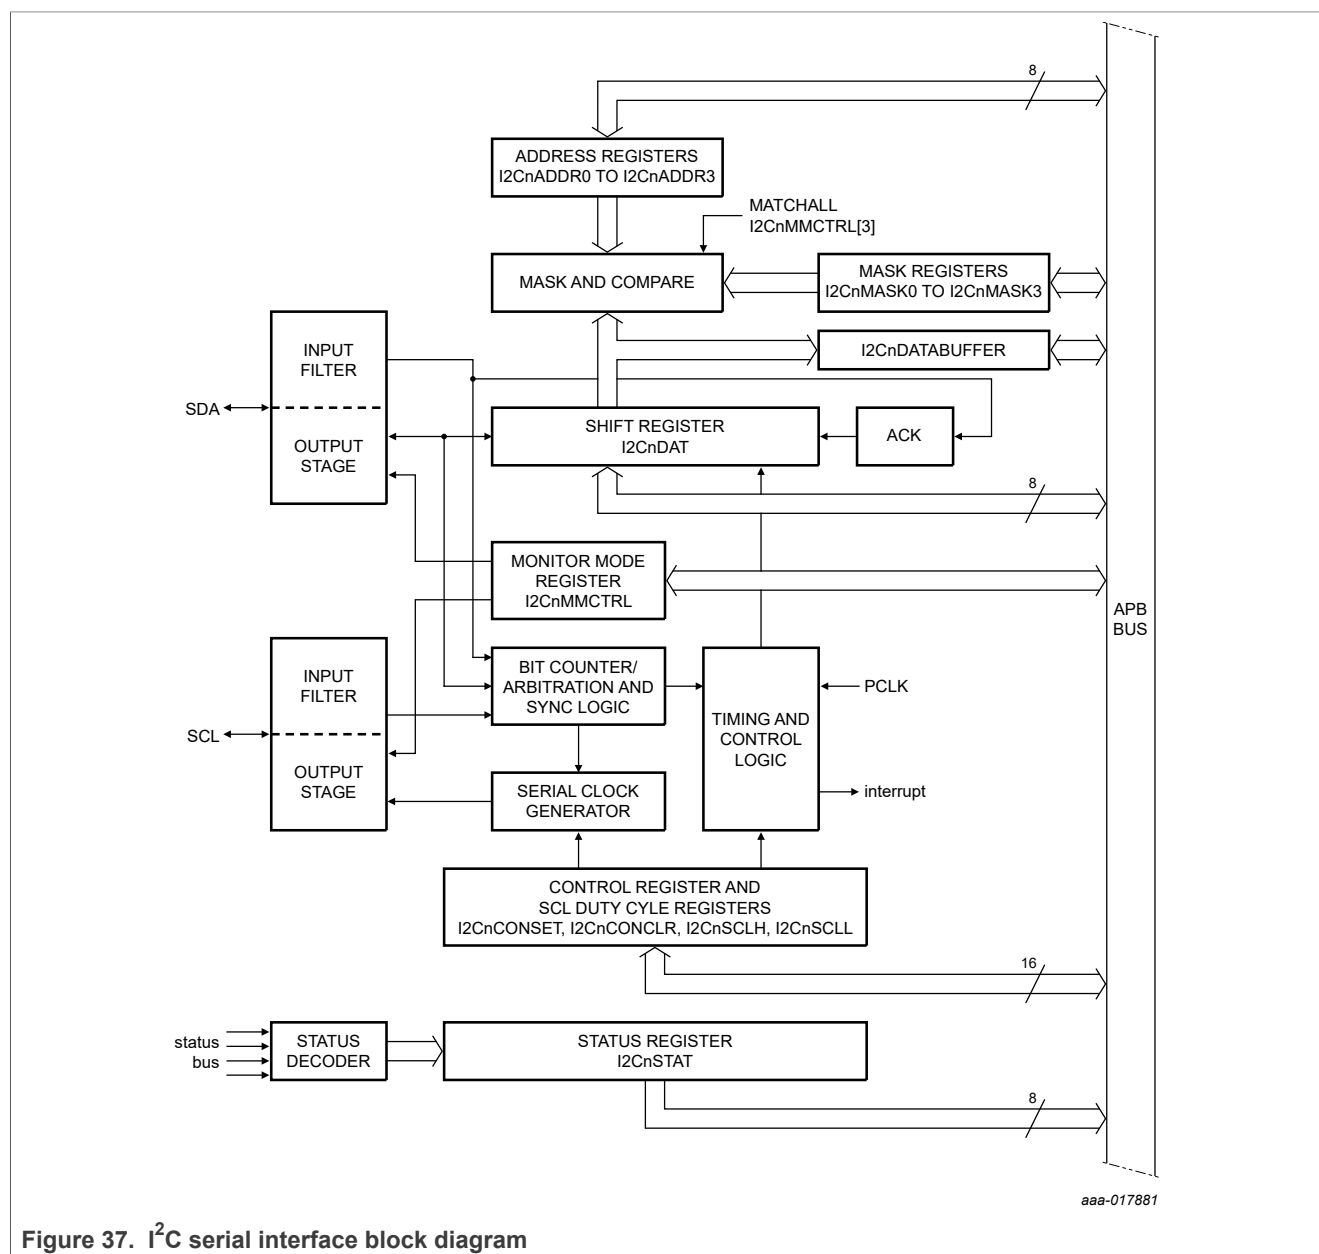 8
ADDRESS REGISTERS
I2CnADDR0 TO I2CnADDR3
MATCHALL
I2CnMMCTRL[3]
MASK AND COMPARE
MASK REGISTERS
I2CnMASK0 TO I2CnMASK3
INPUT
FILTER
I2CnDATABUFFER
SDA
OUTPUT
STAGE
SHIFT REGISTER
I2CnDAT
ACK
8
MONITOR MODE
REGISTER
I2CnMMCTRL
APB
BUS
INPUT
FILTER
BIT COUNTER/
ARBITRATION AND
SYNC LOGIC
PCLK
TIMING AND
CONTROL
LOGIC
SCL
OUTPUT
STAGE
SERIAL CLOCK
GENERATOR
interrupt
CONTROL REGISTER AND
SCL DUTY CYLE REGISTERS
I2CnCONSET, I2CnCONCLR, I2CnSCLH, I2CnSCLL
16
status
bus
STATUS
DECODER
STATUS REGISTER
I2CnSTAT
8
aaa-017881
Figure 37. I²C serial interface block diagram